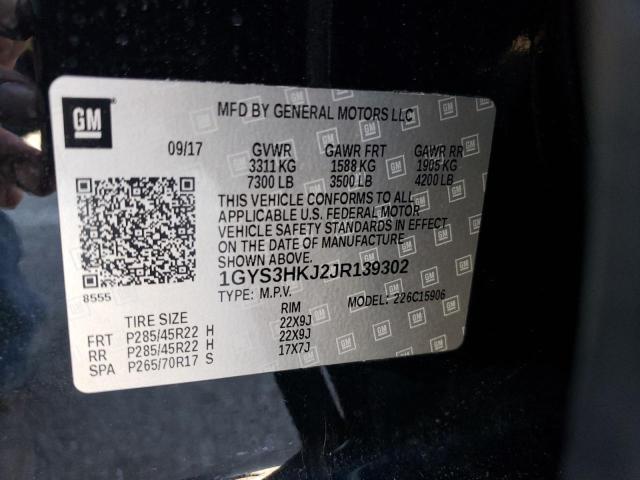 GM
MFD BY GENERAL MOTORS LLC
09/17 GVWR GAWR FRT GAWR RR
3311 KG 1588 KG 1905 KG
7300 LB 3500 LB 4200 LB
THIS VEHICLE CONFORMS TO ALL
APPLICABLE U.S. FEDERAL MOTOR
VEHICLE SAFETY STANDARDS IN EFFECT
ON THE DATE OF MANUFACTURE
SHOWN ABOVE.
1GYS3HKJ2JR139302
8555
TYPE: M.P.V. MODEL: 226C15906
TIRE SIZE RIM
FRT P285/45R22 H 22X9J
RR P285/45R22 H 22X9J
SPA P265/70R17 S 17X7J